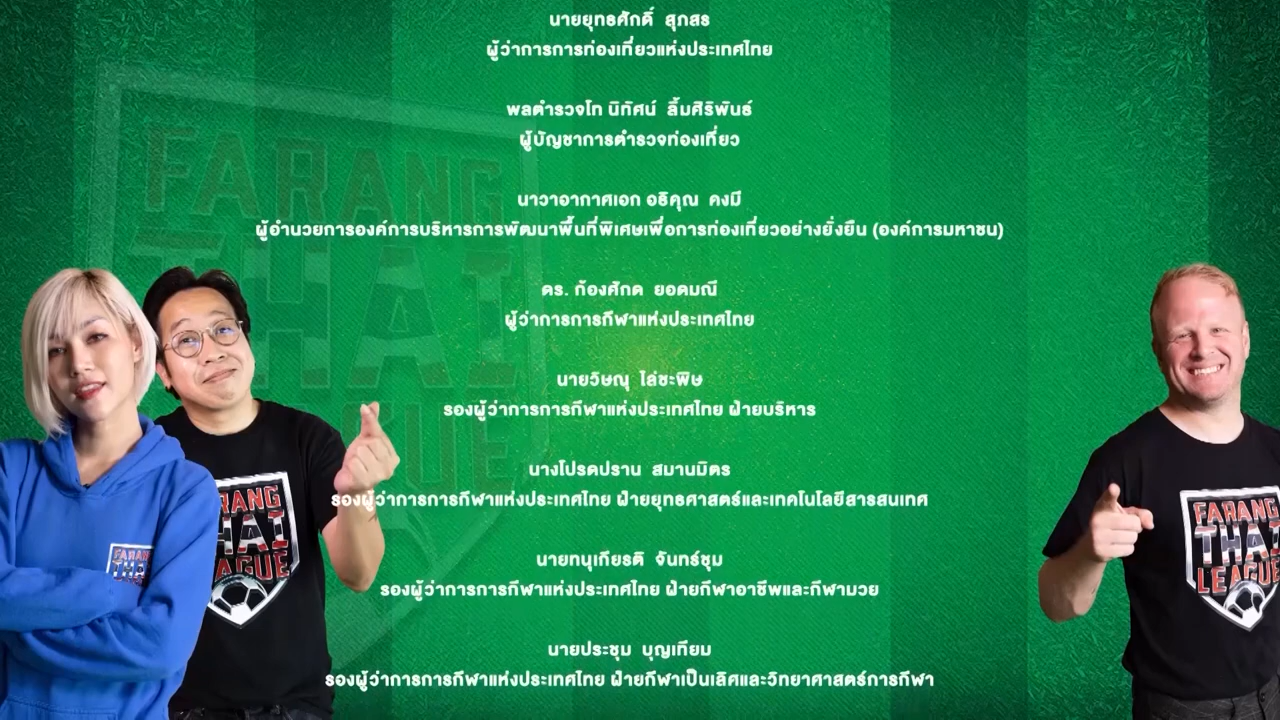 นายยุทธศักดิ์ สุภสร
ผู้ว่าการการท่องเที่ยวแห่งประเทศไทย
พลตำรวจโท นิทัศน์ ลิ้มศิริพันธ์
ผู้บัญชาการตำรวจท่องเที่ยว
นาวาอากาศเอก อธิคุณ คงมี
ผู้อำนวยการองค์การบริหารการพัฒนาพื้นที่พิเศษเพื่อการท่องเที่ยวอย่างยั่งยืน (องค์การมหาชน)
ดร. ก้องศักด ยอดมณี
ผู้ว่าการการกีฬาแห่งประเทศไทย
นายวิษณุ ไล่ชะพิษ
รองผู้ว่าการการกีฬาแห่งประเทศไทย ฝ่ายบริหาร
นางโปรดปราน สมานมิตร
รองผู้ว่าการการกีฬาแห่งประเทศไทย ฝ่ายยุทธศาสตร์และเทคโนโลยีสารสนเทศ
นายทนุเกียรติ จันทร์ชุม
รองผู้ว่าการการกีฬาแห่งประเทศไทย ฝ่ายกีฬาอาชีพและกีฬามวย
นายประชุม บุญเทียม
รองผู้ว่าการการกีฬาแห่งประเทศไทย ฝ่ายกีฬาเป็นเลิศและวิทยาศาสตร์การกีฬา
FARANG
THAI
LEAGUE
FARANG
THAI
FARANG
THAI
LEAGUE
FARANG
THAI
LEAGUE